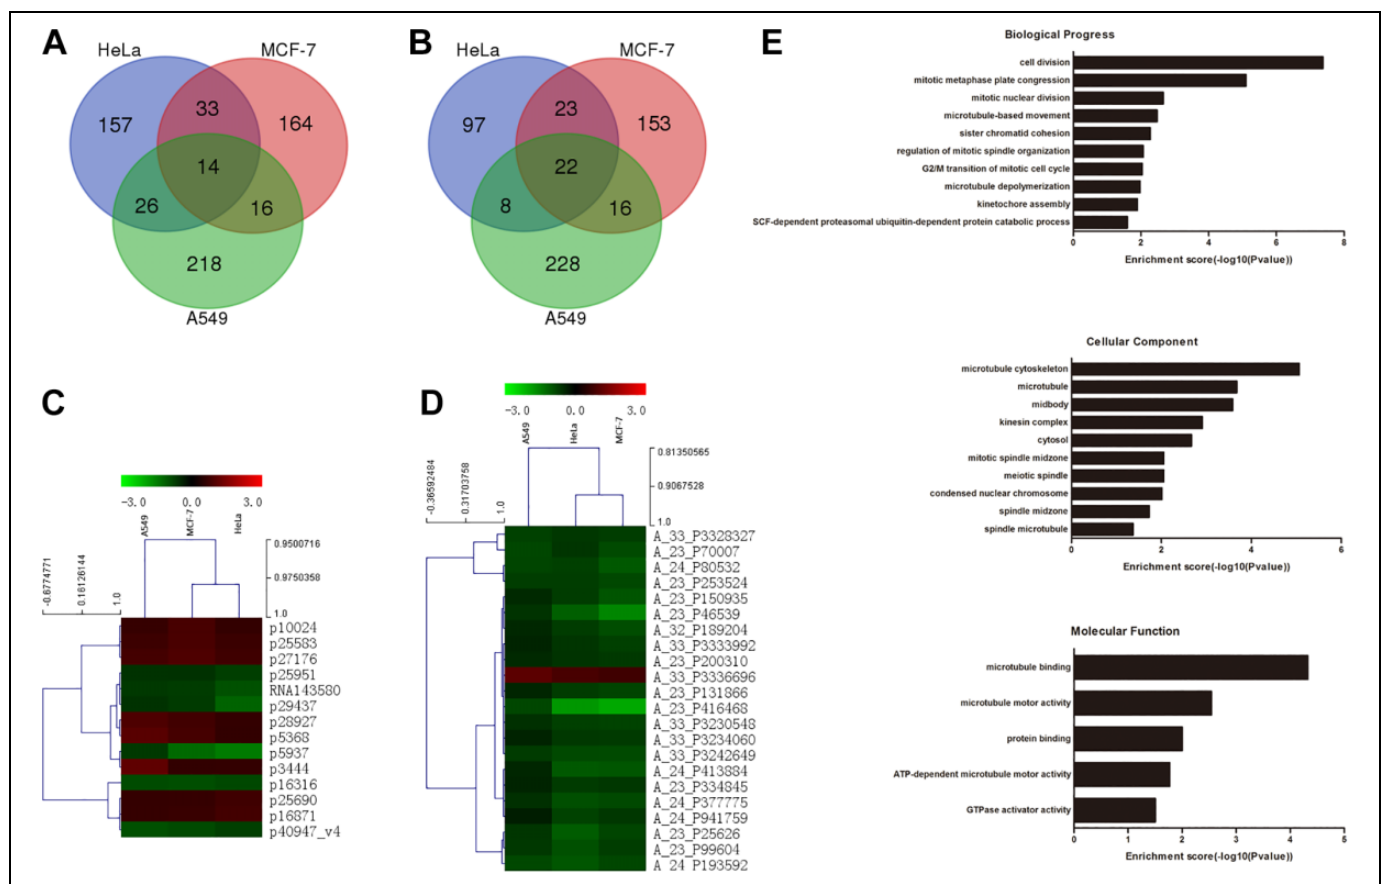 A
HeLa
MCF-7
157
33
164
14
26
16
218
A549
B
HeLa
MCF-7
97
23
153
22
8
16
228
A549
C
-3.0 0.0 3.0
A549
MCF-7
HeLa
0.9500716
0.9750358
1.0
-0.6774771
0.16126144
1.0
p10024
p25583
p27176
p25951
RNA143580
p29437
p28927
p5368
p5937
p3444
p16316
p25690
p16871
p40947_v4
D
-3.0 0.0 3.0
A549
HeLa
MCF-7
0.81350565
0.9067528
1.0
-0.36592484
0.31703758
1.0
A_33_P3328327
A_23_P70007
A_24_P80532
A_23_P253524
A_23_P150935
A_23_P46539
A_32_P189204
A_33_P3333992
A_23_P200310
A_33_P3336696
A_23_P131866
A_23_P416468
A_33_P3230548
A_33_P3234060
A_33_P3242649
A_24_P413884
A_23_P334845
A_24_P377775
A_24_P941759
A_23_P25626
A_23_P99604
A_24_P193592
E
Biological Progress
cell division
mitotic metaphase plate congression
mitotic nuclear division
microtubule-based movement
sister chromatid cohesion
regulation of mitotic spindle organization
G2/M transition of mitotic cell cycle
microtubule depolymerization
kinetochore assembly
SCF-dependent proteasomal ubiquitin-dependent protein catabolic process
0 2 4 6 8
Enrichment score(-log10(Pvalue))
Cellular Component
microtubule cytoskeleton
microtubule
midbody
kinesin complex
cytosol
mitotic spindle midzone
meiotic spindle
condensed nuclear chromosome
spindle midzone
spindle microtubule
0 2 4 6
Enrichment score(-log10(Pvalue))
Molecular Function
microtubule binding
microtubule motor activity
protein binding
ATP-dependent microtubule motor activity
GTPase activator activity
0 1 2 3 4 5
Enrichment score(-log10(Pvalue))